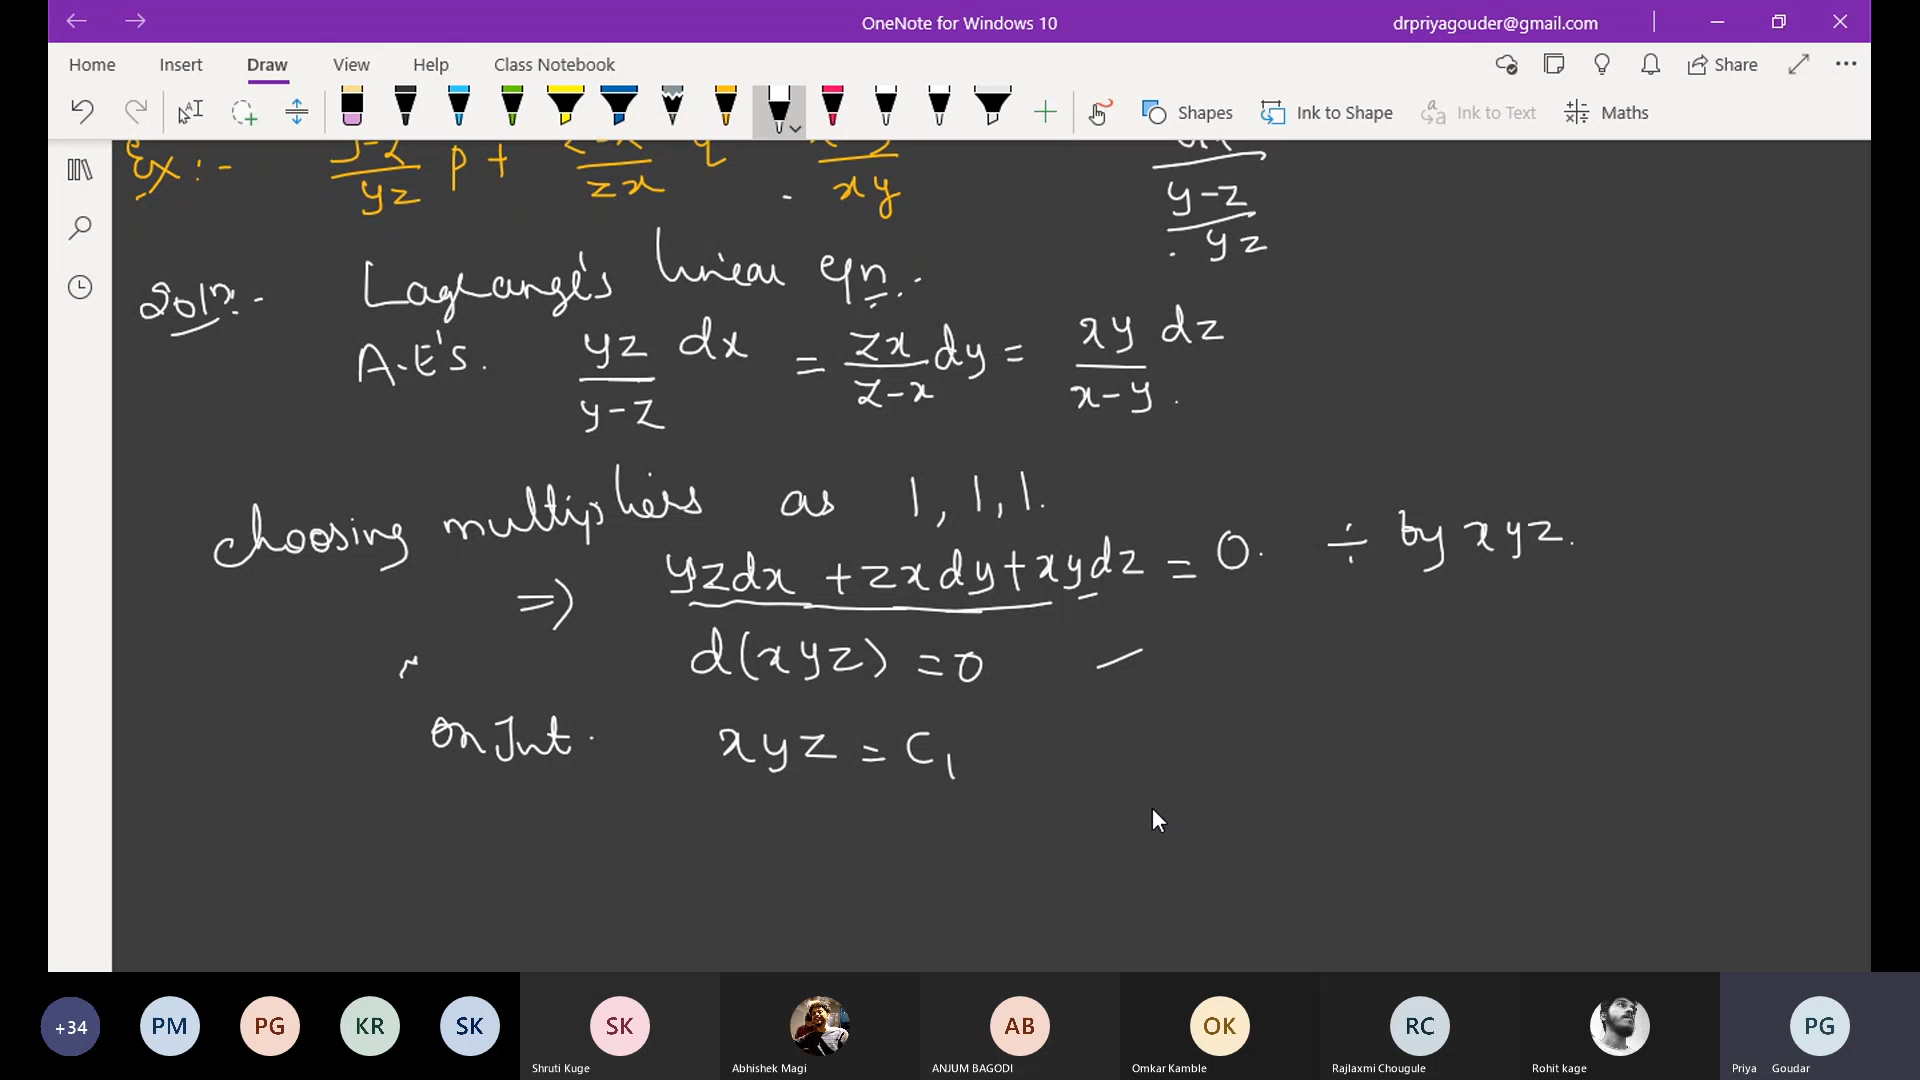 OneNote for Windows 10
drpriyagouder@gmail.com
Home Insert Draw View Help Class Notebook
Share
Shapes Ink to Shape Ink to Text Maths
Ex :- y-z/yz p + z-x/zx q x-y/xy
y-z/yz
Soln:- Lagrange's linear eqn.
A.E's. yz/y-z dx = zx/z-x dy = xy/x-y dz
choosing multipliers as 1, 1, 1.
=> yzdx + zxdy + xydz = 0. ÷ by xyz.
d(xyz) = 0
on Int. xyz = C1
+34 PM PG KR SK SK AB OK RC PG
Shruti Kuge Abhishek Magi ANJUM BAGODI Omkar Kamble Rajlaxmi Chougule Rohit kage Priya Goudar